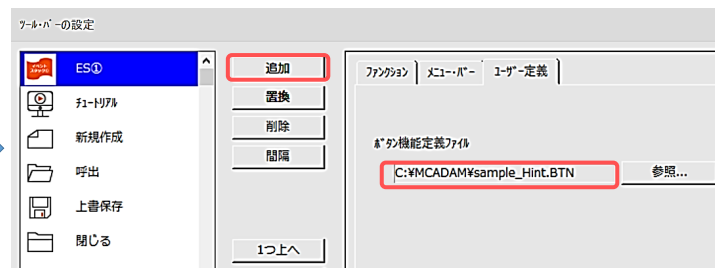 ﾂｰﾙ･ﾊﾞｰの設定
ES①
ﾁｭｰﾄﾘｱﾙ
新規作成
呼出
上書保存
閉じる
追加
置換
削除
間隔
1つ上へ
ﾌｧﾝｸｼｮﾝ
ﾒﾆｭｰ･ﾊﾞｰ
ﾕｰｻﾞｰ定義
ﾎﾞﾀﾝ機能定義ﾌｧｲﾙ
C:¥MCADAM¥sample_Hint.BTN
参照...